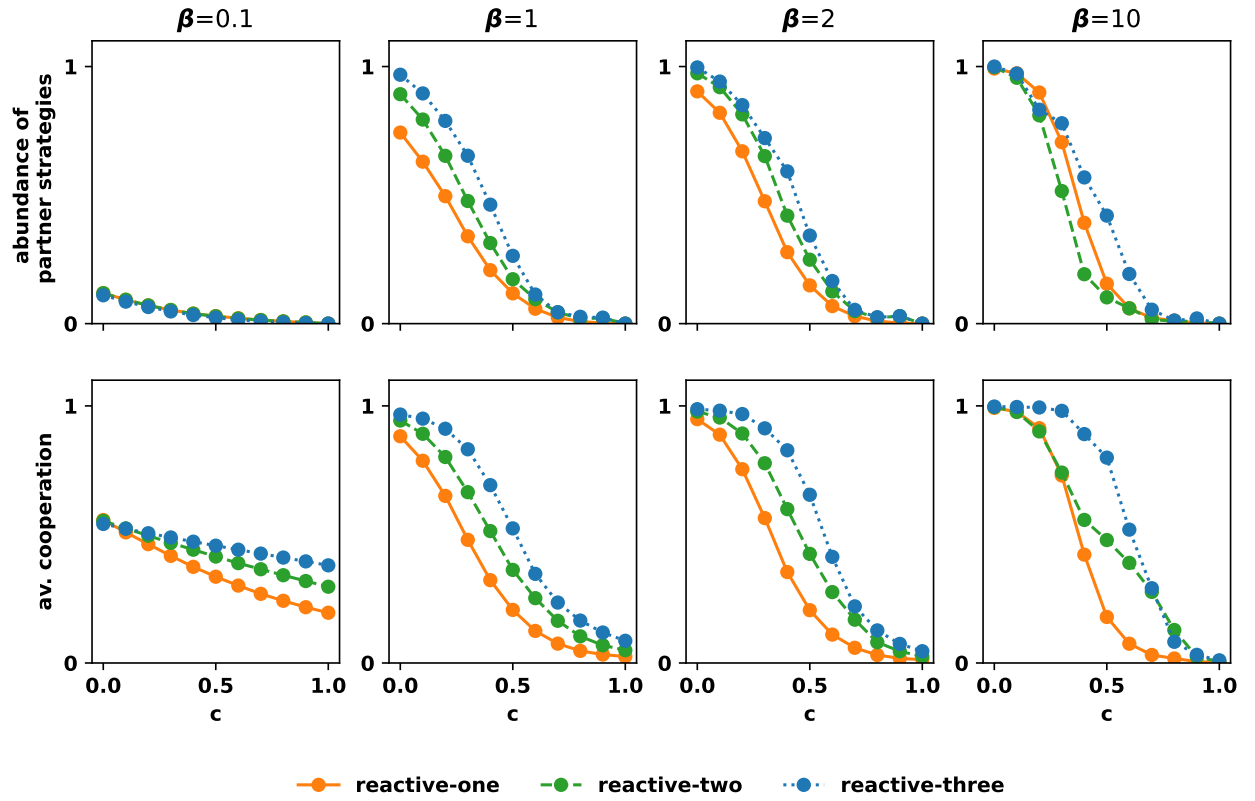 β=0.1 β=1 β=2 β=10
abundance of
partner strategies
1 1 1 1
0 0 0 0
av. cooperation
1 1 1 1
0 0 0 0
0.0 0.5 1.0 0.0 0.5 1.0 0.0 0.5 1.0 0.0 0.5 1.0
c c c c
reactive-one reactive-two reactive-three